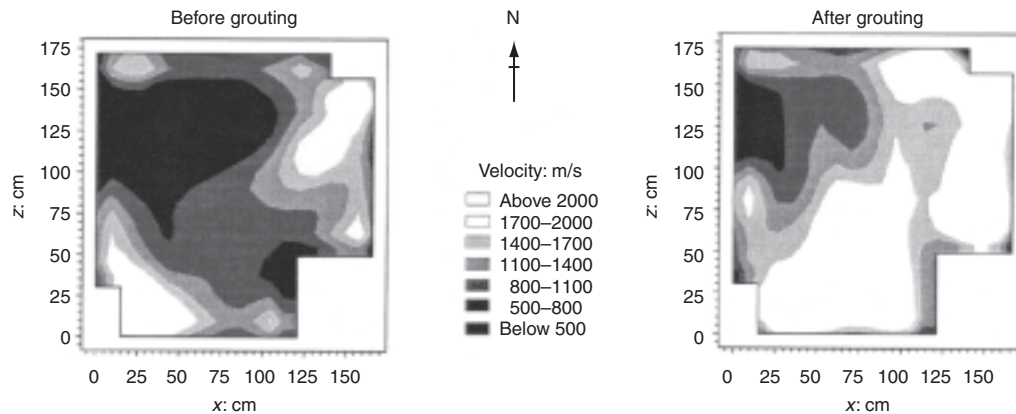 Before grouting
N
After grouting
175
150
125
100
75
50
25
0
z: cm
0 25 50 75 100 125 150
x: cm
Velocity: m/s
Above 2000
1700–2000
1400–1700
1100–1400
800–1100
500–800
Below 500
175
150
125
100
75
50
25
0
z: cm
0 25 50 75 100 125 150
x: cm